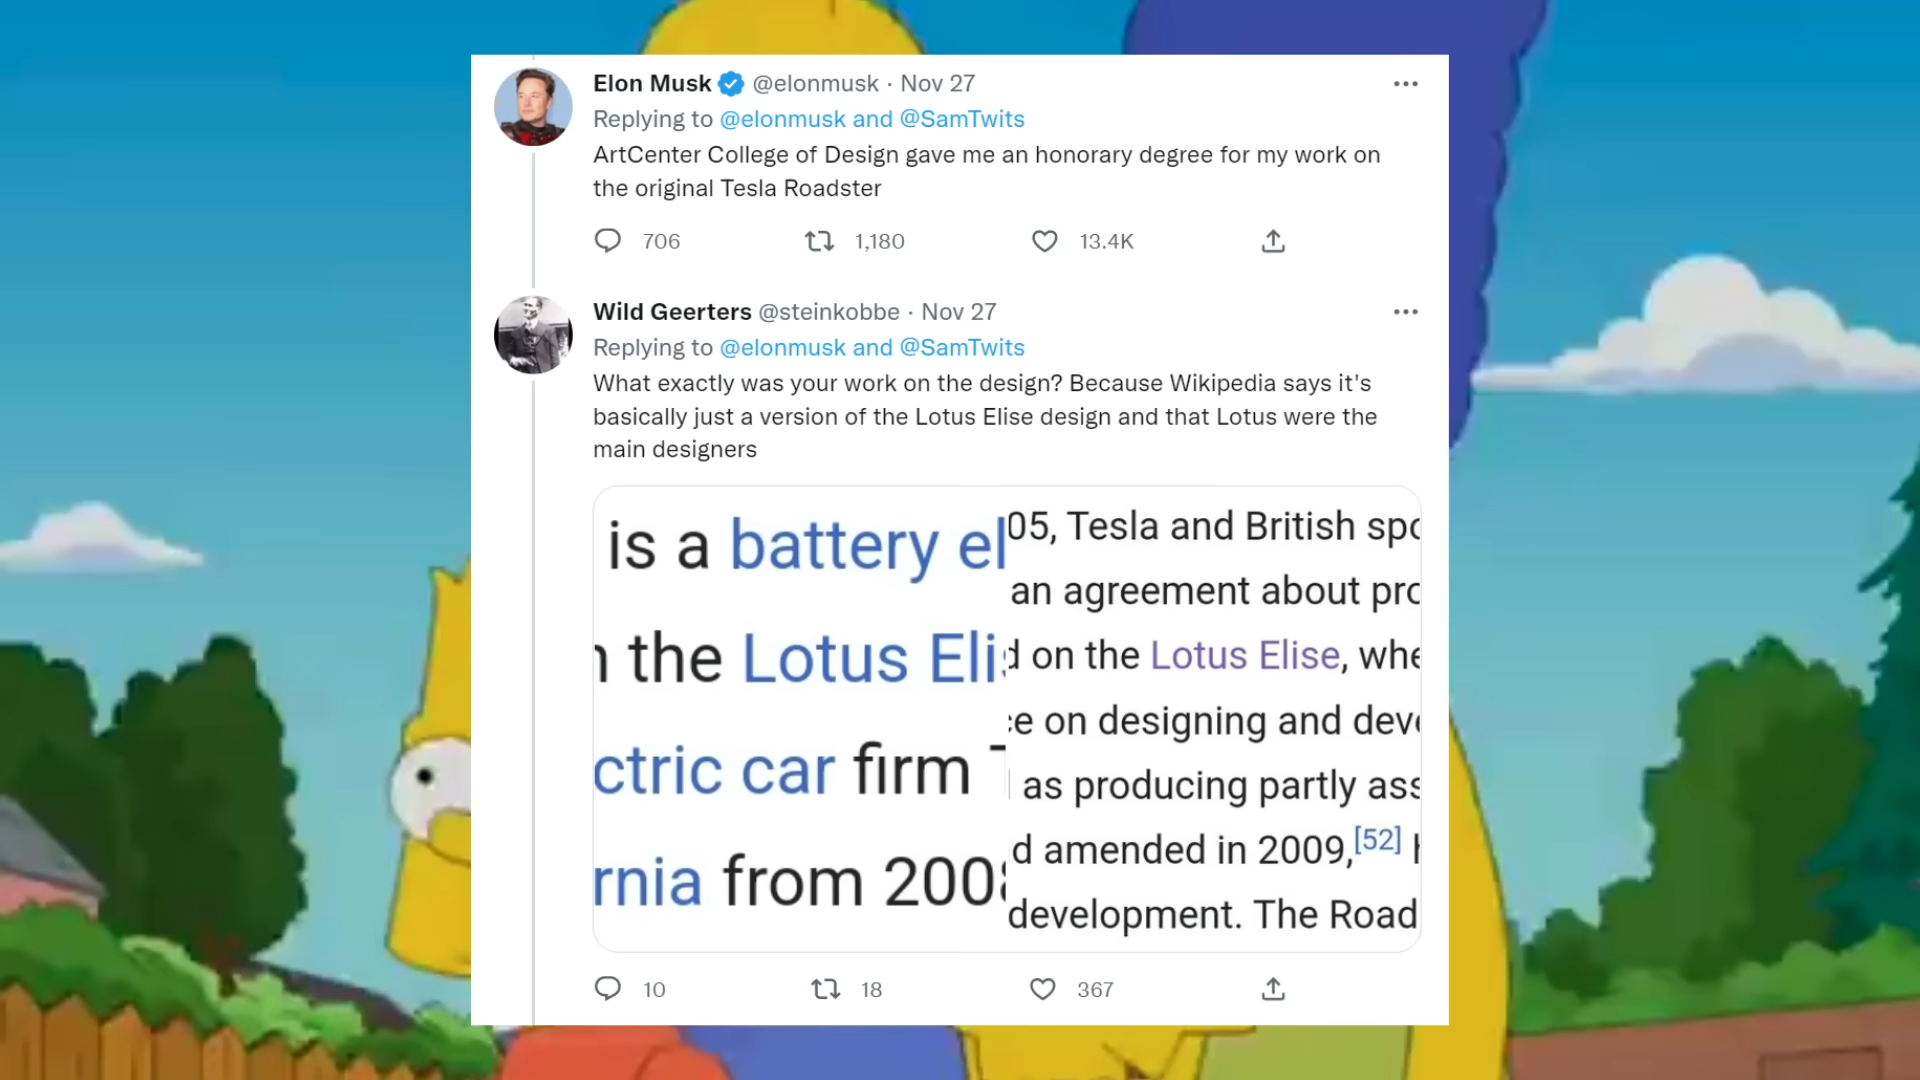 Elon Musk @elonmusk · Nov 27
Replying to @elonmusk and @SamTwits
ArtCenter College of Design gave me an honorary degree for my work on
the original Tesla Roadster
706 1,180 13.4K
Wild Geerters @steinkobbe · Nov 27
Replying to @elonmusk and @SamTwits
What exactly was your work on the design? Because Wikipedia says it's
basically just a version of the Lotus Elise design and that Lotus were the
main designers
is a battery el
the Lotus Elis
ctric car firm
rnia from 2008
05, Tesla and British spo
an agreement about pro
d on the Lotus Elise, whe
ce on designing and deve
as producing partly ass
d amended in 2009,[52]
development. The Road
10 18 367